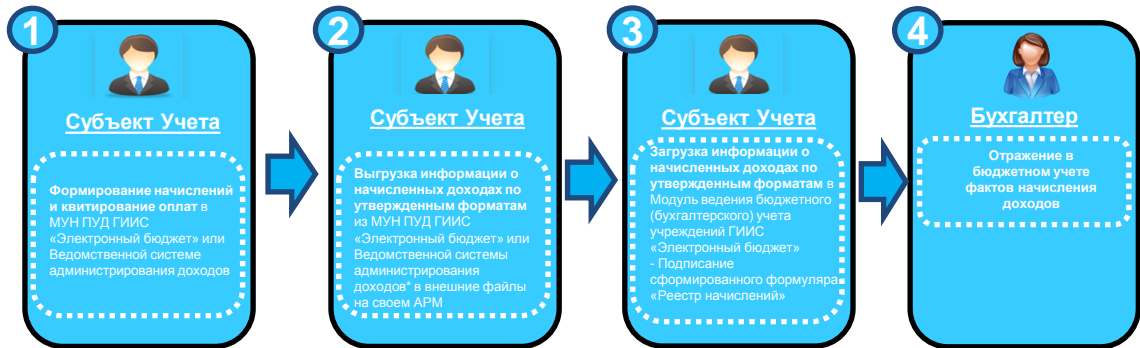 1
Субъект Учета
Формирование начислений
и квитирование оплат в
МУН ПУД ГИИС
«Электронный бюджет» или
Ведомственной системе
администрирования доходов
2
Субъект Учета
Выгрузка информации о
начисленных доходах по
утвержденным форматам
из МУН ПУД ГИИС
«Электронный бюджет» или
Ведомственной системы
администрирования
доходов* в внешние файлы
на своем АРМ
3
Субъект Учета
Загрузка информации о
начисленных доходах по
утвержденным форматам в
Модуль ведения бюджетного
(бухгалтерского) учета
учреждений ГИИС
«Электронный бюджет»
- Подписание
сформированного формуляра
«Реестр начислений»
4
Бухгалтер
Отражение в
бюджетном учете
фактов начисления
доходов